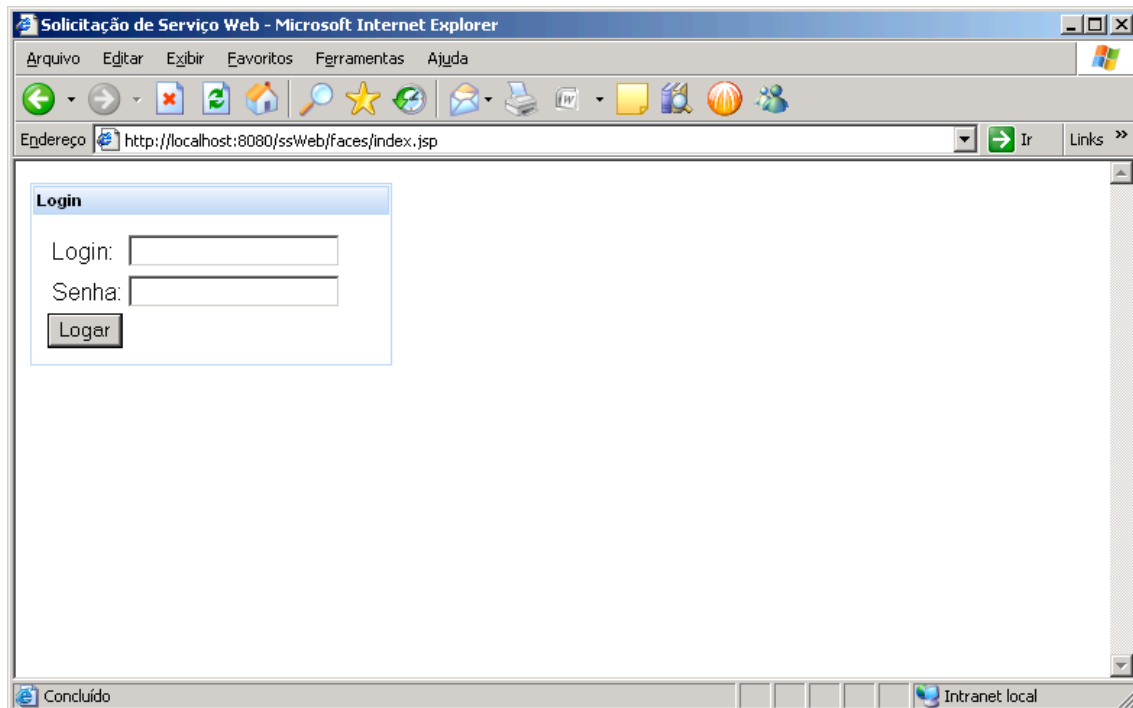 Solicitação de Serviço Web - Microsoft Internet Explorer
Arquivo Editar Exibir Favoritos Ferramentas Ajuda
Endereço http://localhost:8080/ssWeb/faces/index.jsp Ir Links »
Login
Login:
Senha:
Logar
Concluído Intranet local